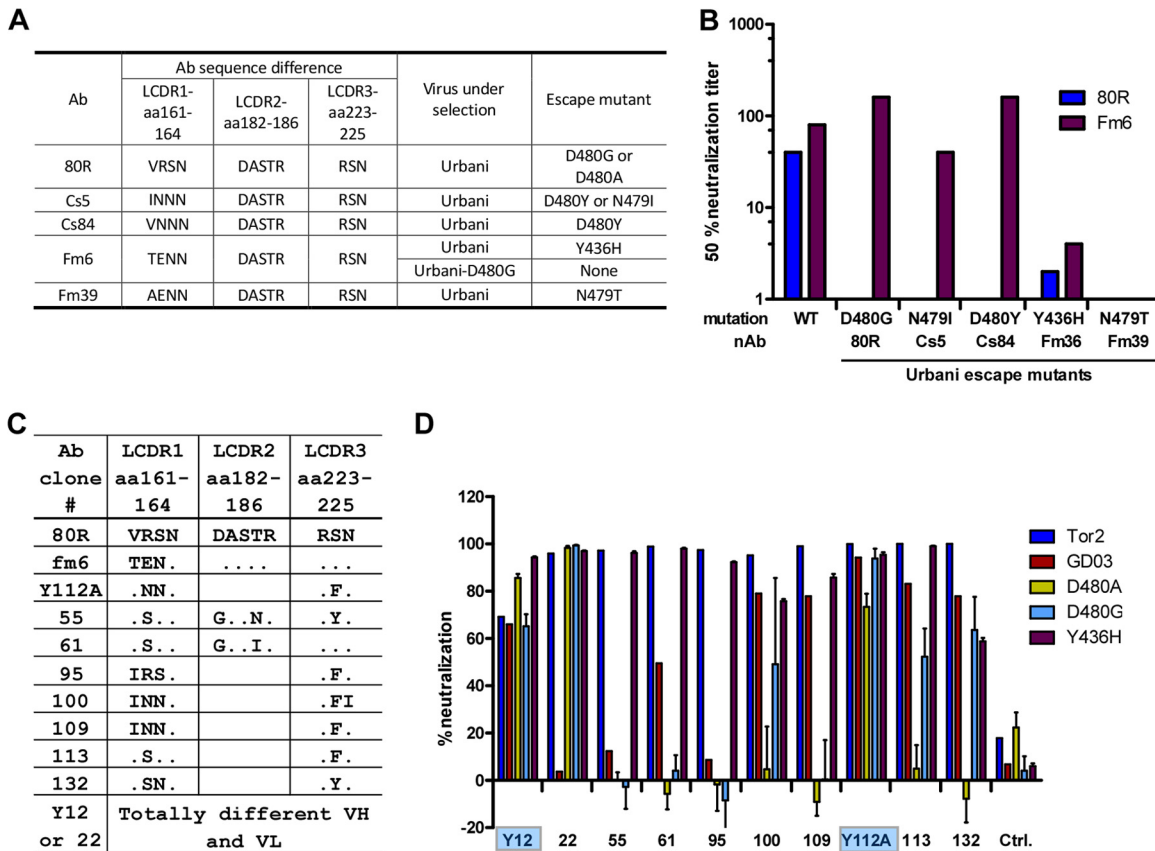 A
Ab
Ab sequence difference
LCDR1-
aa161-
164
LCDR2-
aa182-186
LCDR3-
aa223-
225
Virus under
selection
Escape mutant
80R VRSN DASTR RSN Urbani D480G or
D480A
Cs5 INNN DASTR RSN Urbani D480Y or N479I
Cs84 VNNN DASTR RSN Urbani D480Y
Fm6 TENN DASTR RSN Urbani Y436H
Urbani-D480G None
Fm39 AENN DASTR RSN Urbani N479T
B
50 % neutralization titer
1000
100
10
1
80R
Fm6
mutation WT D480G N479I D480Y Y436H N479T
nAb 80R Cs5 Cs84 Fm36 Fm39
Urbani escape mutants
C
Ab LCDR1 LCDR2 LCDR3
clone aa161- aa182- aa223-
# 164 186 225
80R VRSN DASTR RSN
fm6 TEN. .... ...
Y112A .NN. .F.
55 .S.. G..N. .Y.
61 .S.. G..I. ...
95 IRS. .F.
100 INN. .FI
109 INN. .F.
113 .S.. .F.
132 .SN. .Y.
Y12 Totally different VH
or 22 and VL
D
% neutralization
120
100
80
60
40
20
0
-20
Tor2
GD03
D480A
D480G
Y436H
Y12 22 55 61 95 100 109 Y112A 113 132 Ctrl.